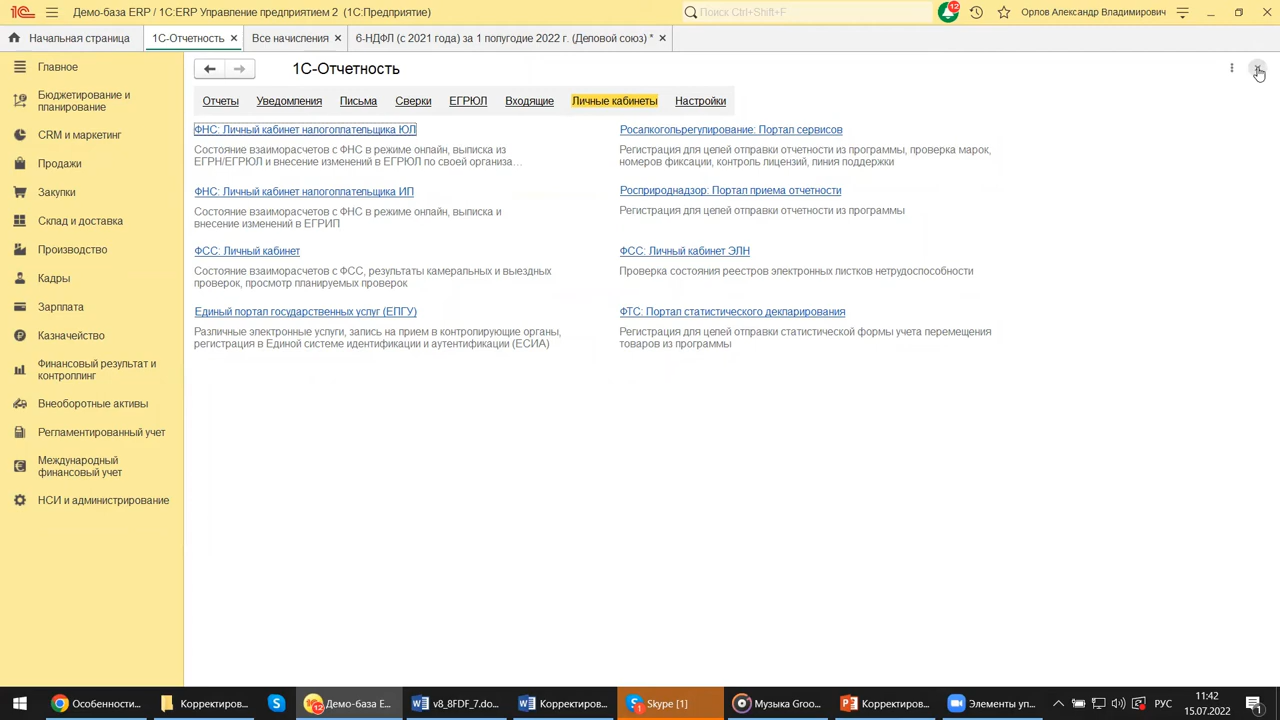 Демо-база ERP / 1С:ERP Управление предприятием 2 (1С:Предприятие)
Поиск Ctrl+Shift+F
12
Орлов Александр Владимирович
Начальная страница
1С-Отчетность
Все начисления
6-НДФЛ (с 2021 года) за 1 полугодие 2022 г. (Деловой союз) *
Главное
Бюджетирование и
планирование
CRM и маркетинг
Продажи
Закупки
Склад и доставка
Производство
Кадры
Зарплата
Казначейство
Финансовый результат и
контроллинг
Внеоборотные активы
Регламентированный учет
Международный
финансовый учет
НСИ и администрирование
1С-Отчетность
Отчеты
Уведомления
Письма
Сверки
ЕГРЮЛ
Входящие
Личные кабинеты
Настройки
ФНС: Личный кабинет налогоплательщика ЮЛ
Состояние взаиморасчетов с ФНС в режиме онлайн, выписка из
ЕГРН/ЕГРЮЛ и внесение изменений в ЕГРЮЛ по своей организа...
ФНС: Личный кабинет налогоплательщика ИП
Состояние взаиморасчетов с ФНС в режиме онлайн, выписка и
внесение изменений в ЕГРИП
ФСС: Личный кабинет
Состояние взаиморасчетов с ФСС, результаты камеральных и выездных
проверок, просмотр планируемых проверок
Единый портал государственных услуг (ЕПГУ)
Различные электронные услуги, запись на прием в контролирующие органы,
регистрация в Единой системе идентификации и аутентификации (ЕСИА)
Росалкогольрегулирование: Портал сервисов
Регистрация для целей отправки отчетности из программы, проверка марок,
номеров фиксации, контроль лицензий, линия поддержки
Росприроднадзор: Портал приема отчетности
Регистрация для целей отправки отчетности из программы
ФСС: Личный кабинет ЭЛН
Проверка состояния реестров электронных листков нетрудоспособности
ФТС: Портал статистического декларирования
Регистрация для целей отправки статистической формы учета перемещения
товаров из программы
Особенности...
Корректиров...
12
Демо-база E...
v8_8FDF_7.do...
Корректиров...
1
Skype [1]
Музыка Groo...
Корректиров...
Элементы уп...
РУС
11:42
15.07.2022
1